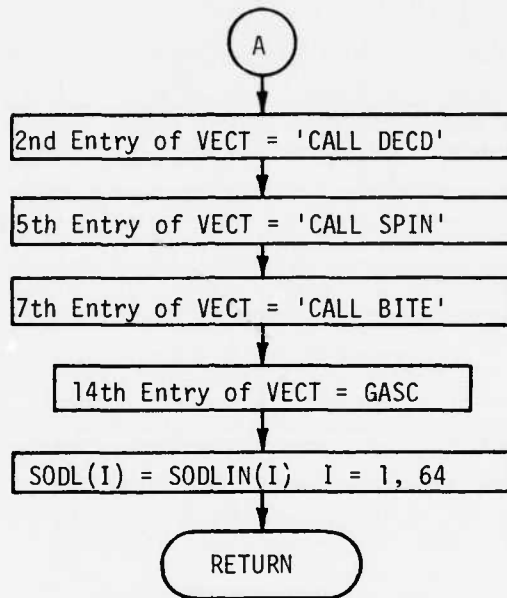 A
2nd Entry of VECT = 'CALL DECD'
5th Entry of VECT = 'CALL SPIN'
7th Entry of VECT = 'CALL BITE'
14th Entry of VECT = GASC
SODL(I) = SODLIN(I) I = 1, 64
RETURN